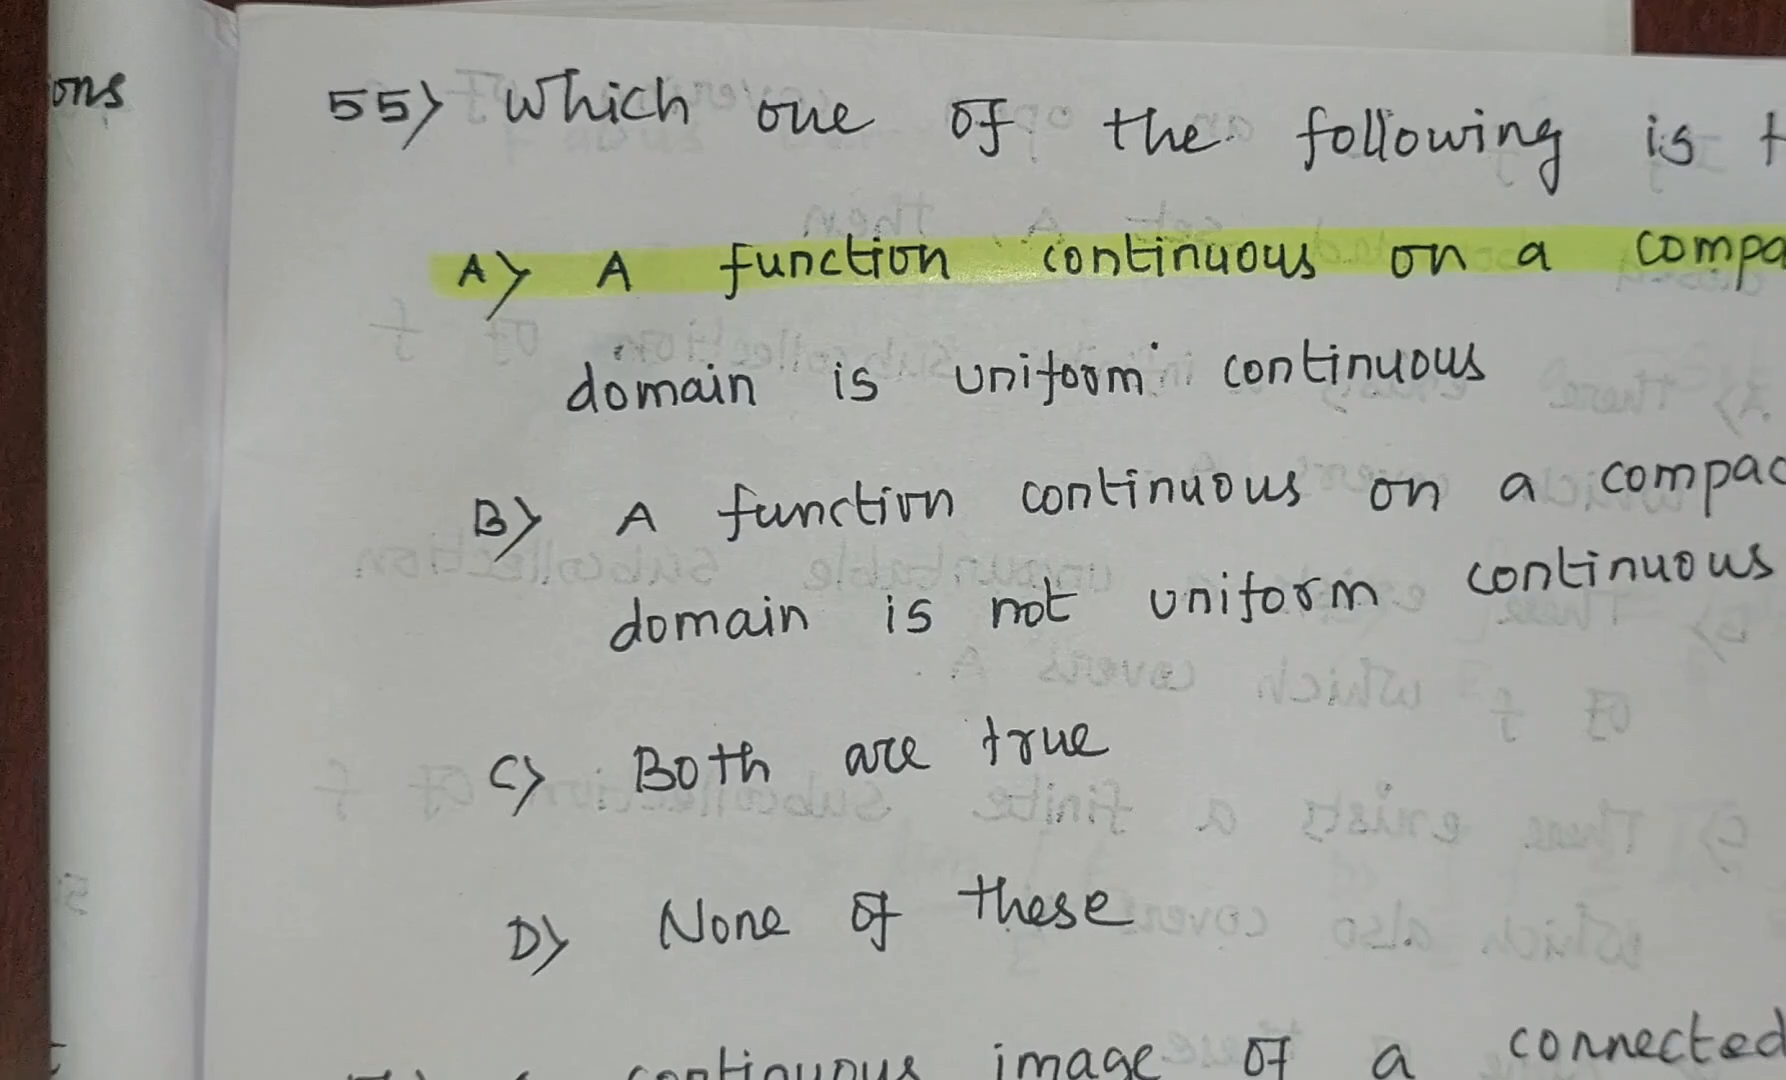 ons
55) Which one of the following is t
A) A function continuous on a compa
domain is uniform continuous
B) A function continuous on a compac
domain is not uniform continuous
C) Both are true
D) None of these
continuous image of a connected